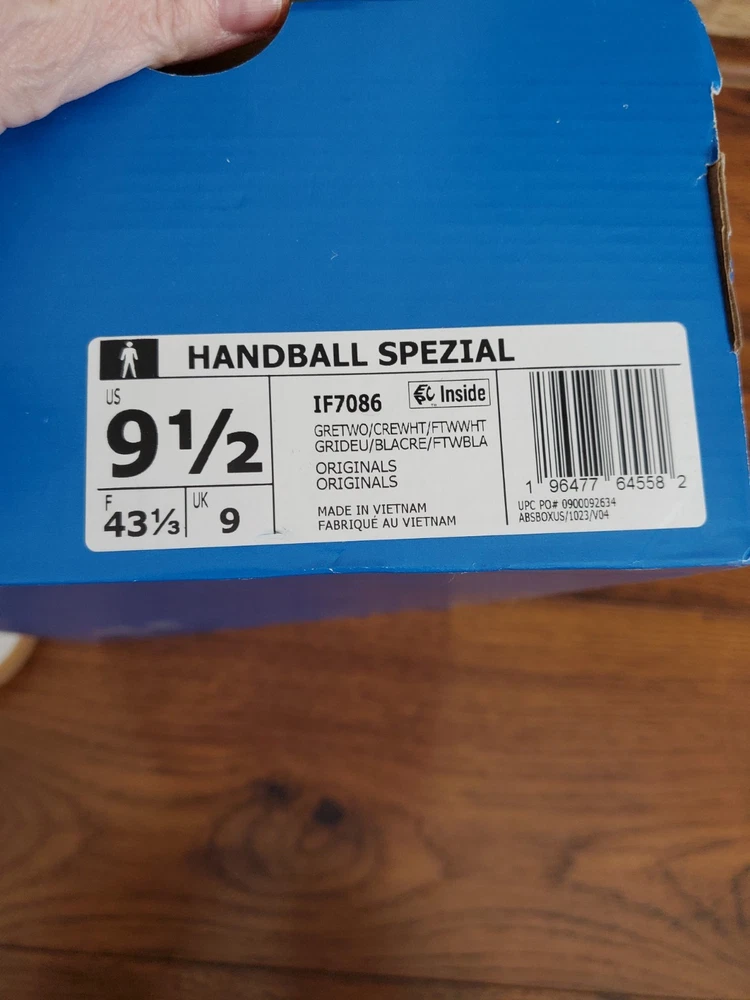 HANDBALL SPEZIAL
US
9½
F
43⅓
UK
9
IF7086
Inside
GRETWO/CREWHT/FTWWHT
GRIDEU/BLACRE/FTWBLA
ORIGINALS
ORIGINALS
MADE IN VIETNAM
FABRIQUÉ AU VIETNAM
1 96477 64558 2
UPC PO# 0900092634
ABSBOXUS/1023/V04